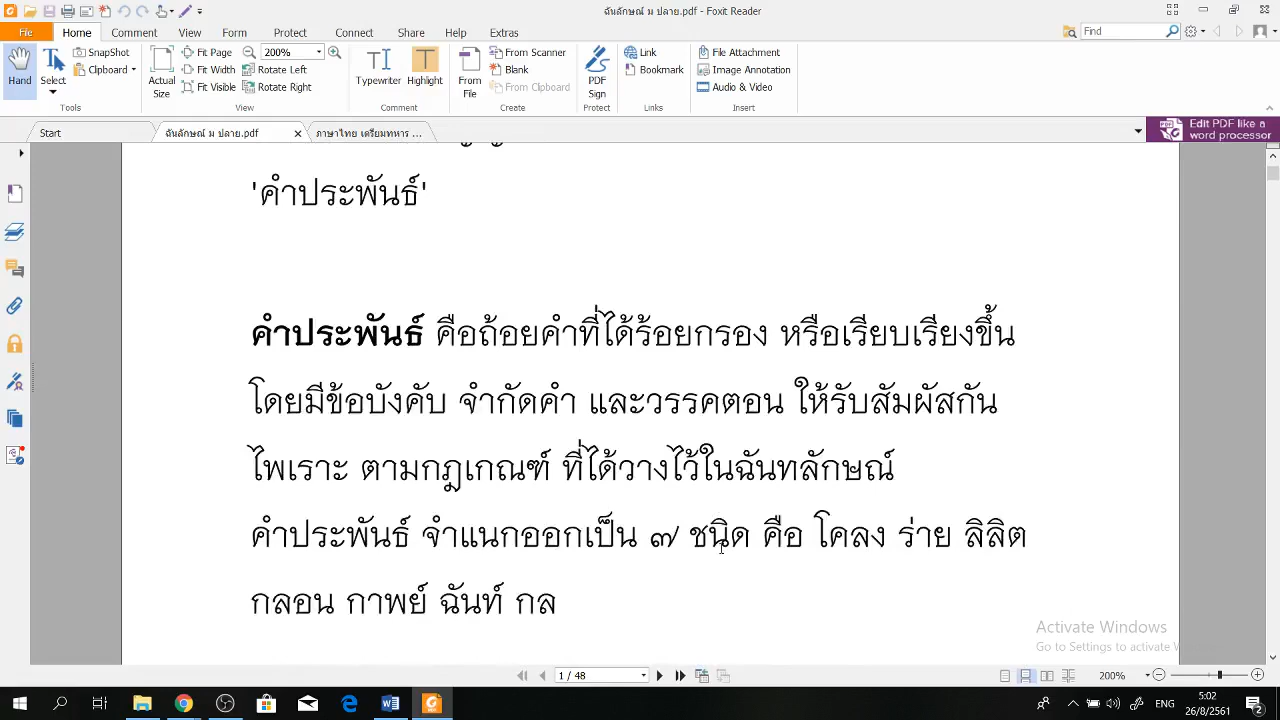 ฉันลักษณ์ ม ปลาย.pdf - Foxit Reader
File Home Comment View Form Protect Connect Share Help Extras Find
SnapShot Fit Page 200% From Scanner Link File Attachment
Clipboard Fit Width Rotate Left Blank Bookmark Image Annotation
Hand Select Actual Size Fit Visible Rotate Right Typewriter Highlight From File From Clipboard PDF Sign Audio & Video
Tools View Comment Create Protect Links Insert
Start ฉันลักษณ์ ม ปลาย.pdf ภาษาไทย เตรียมทหาร ... Edit PDF like a word processor
'คำประพันธ์'
คำประพันธ์ คือถ้อยคำที่ได้ร้อยกรอง หรือเรียบเรียงขึ้น
โดยมีข้อบังคับ จำกัดคำ และวรรคตอน ให้รับสัมผัสกัน
ไพเราะ ตามกฎเกณฑ์ ที่ได้วางไว้ในฉันทลักษณ์
คำประพันธ์ จำแนกออกเป็น ๗ ชนิด คือ โคลง ร่าย ลิลิต
กลอน กาพย์ ฉันท์ กล
Activate Windows
Go to Settings to activate W
1 / 48 200%
5:02
26/8/2561
2